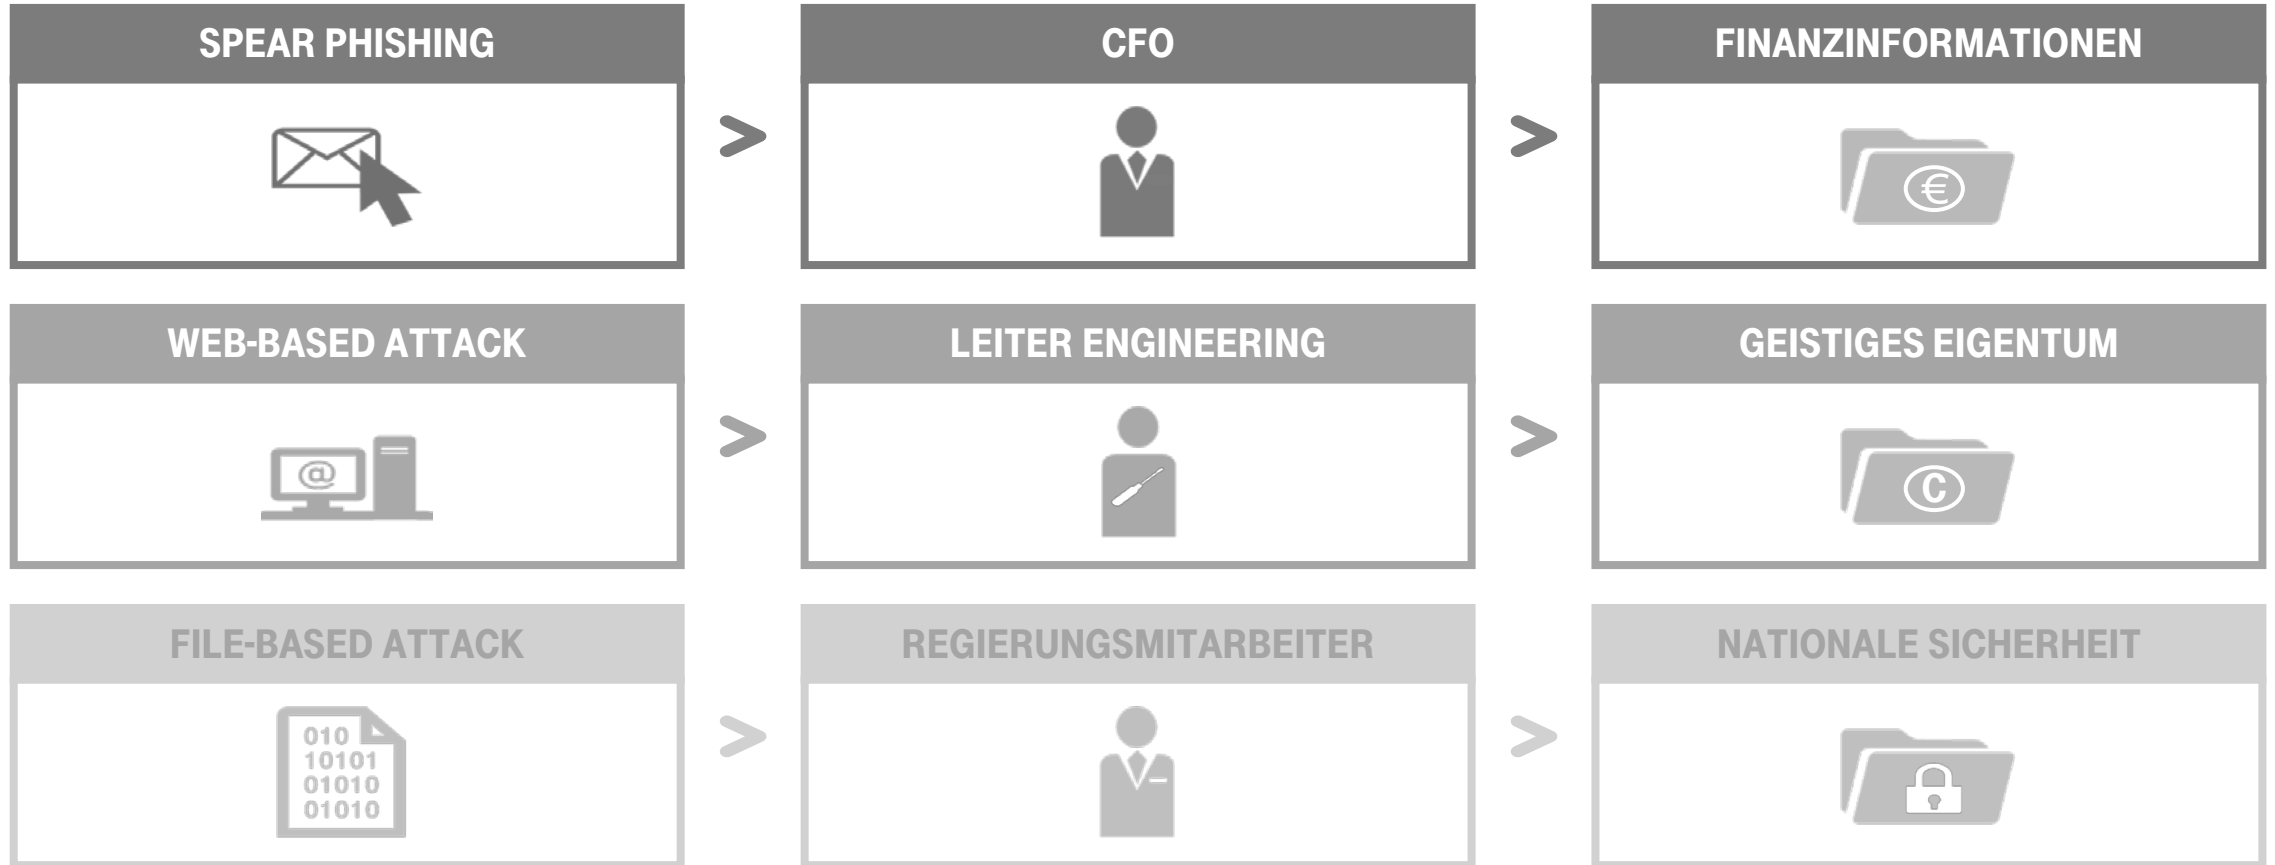 SPEAR PHISHING
>
CFO
>
FINANZINFORMATIONEN
€
WEB-BASED ATTACK
@
>
LEITER ENGINEERING
>
GEISTIGES EIGENTUM
C
FILE-BASED ATTACK
010
10101
01010
01010
>
REGIERUNGSMITARBEITER
>
NATIONALE SICHERHEIT